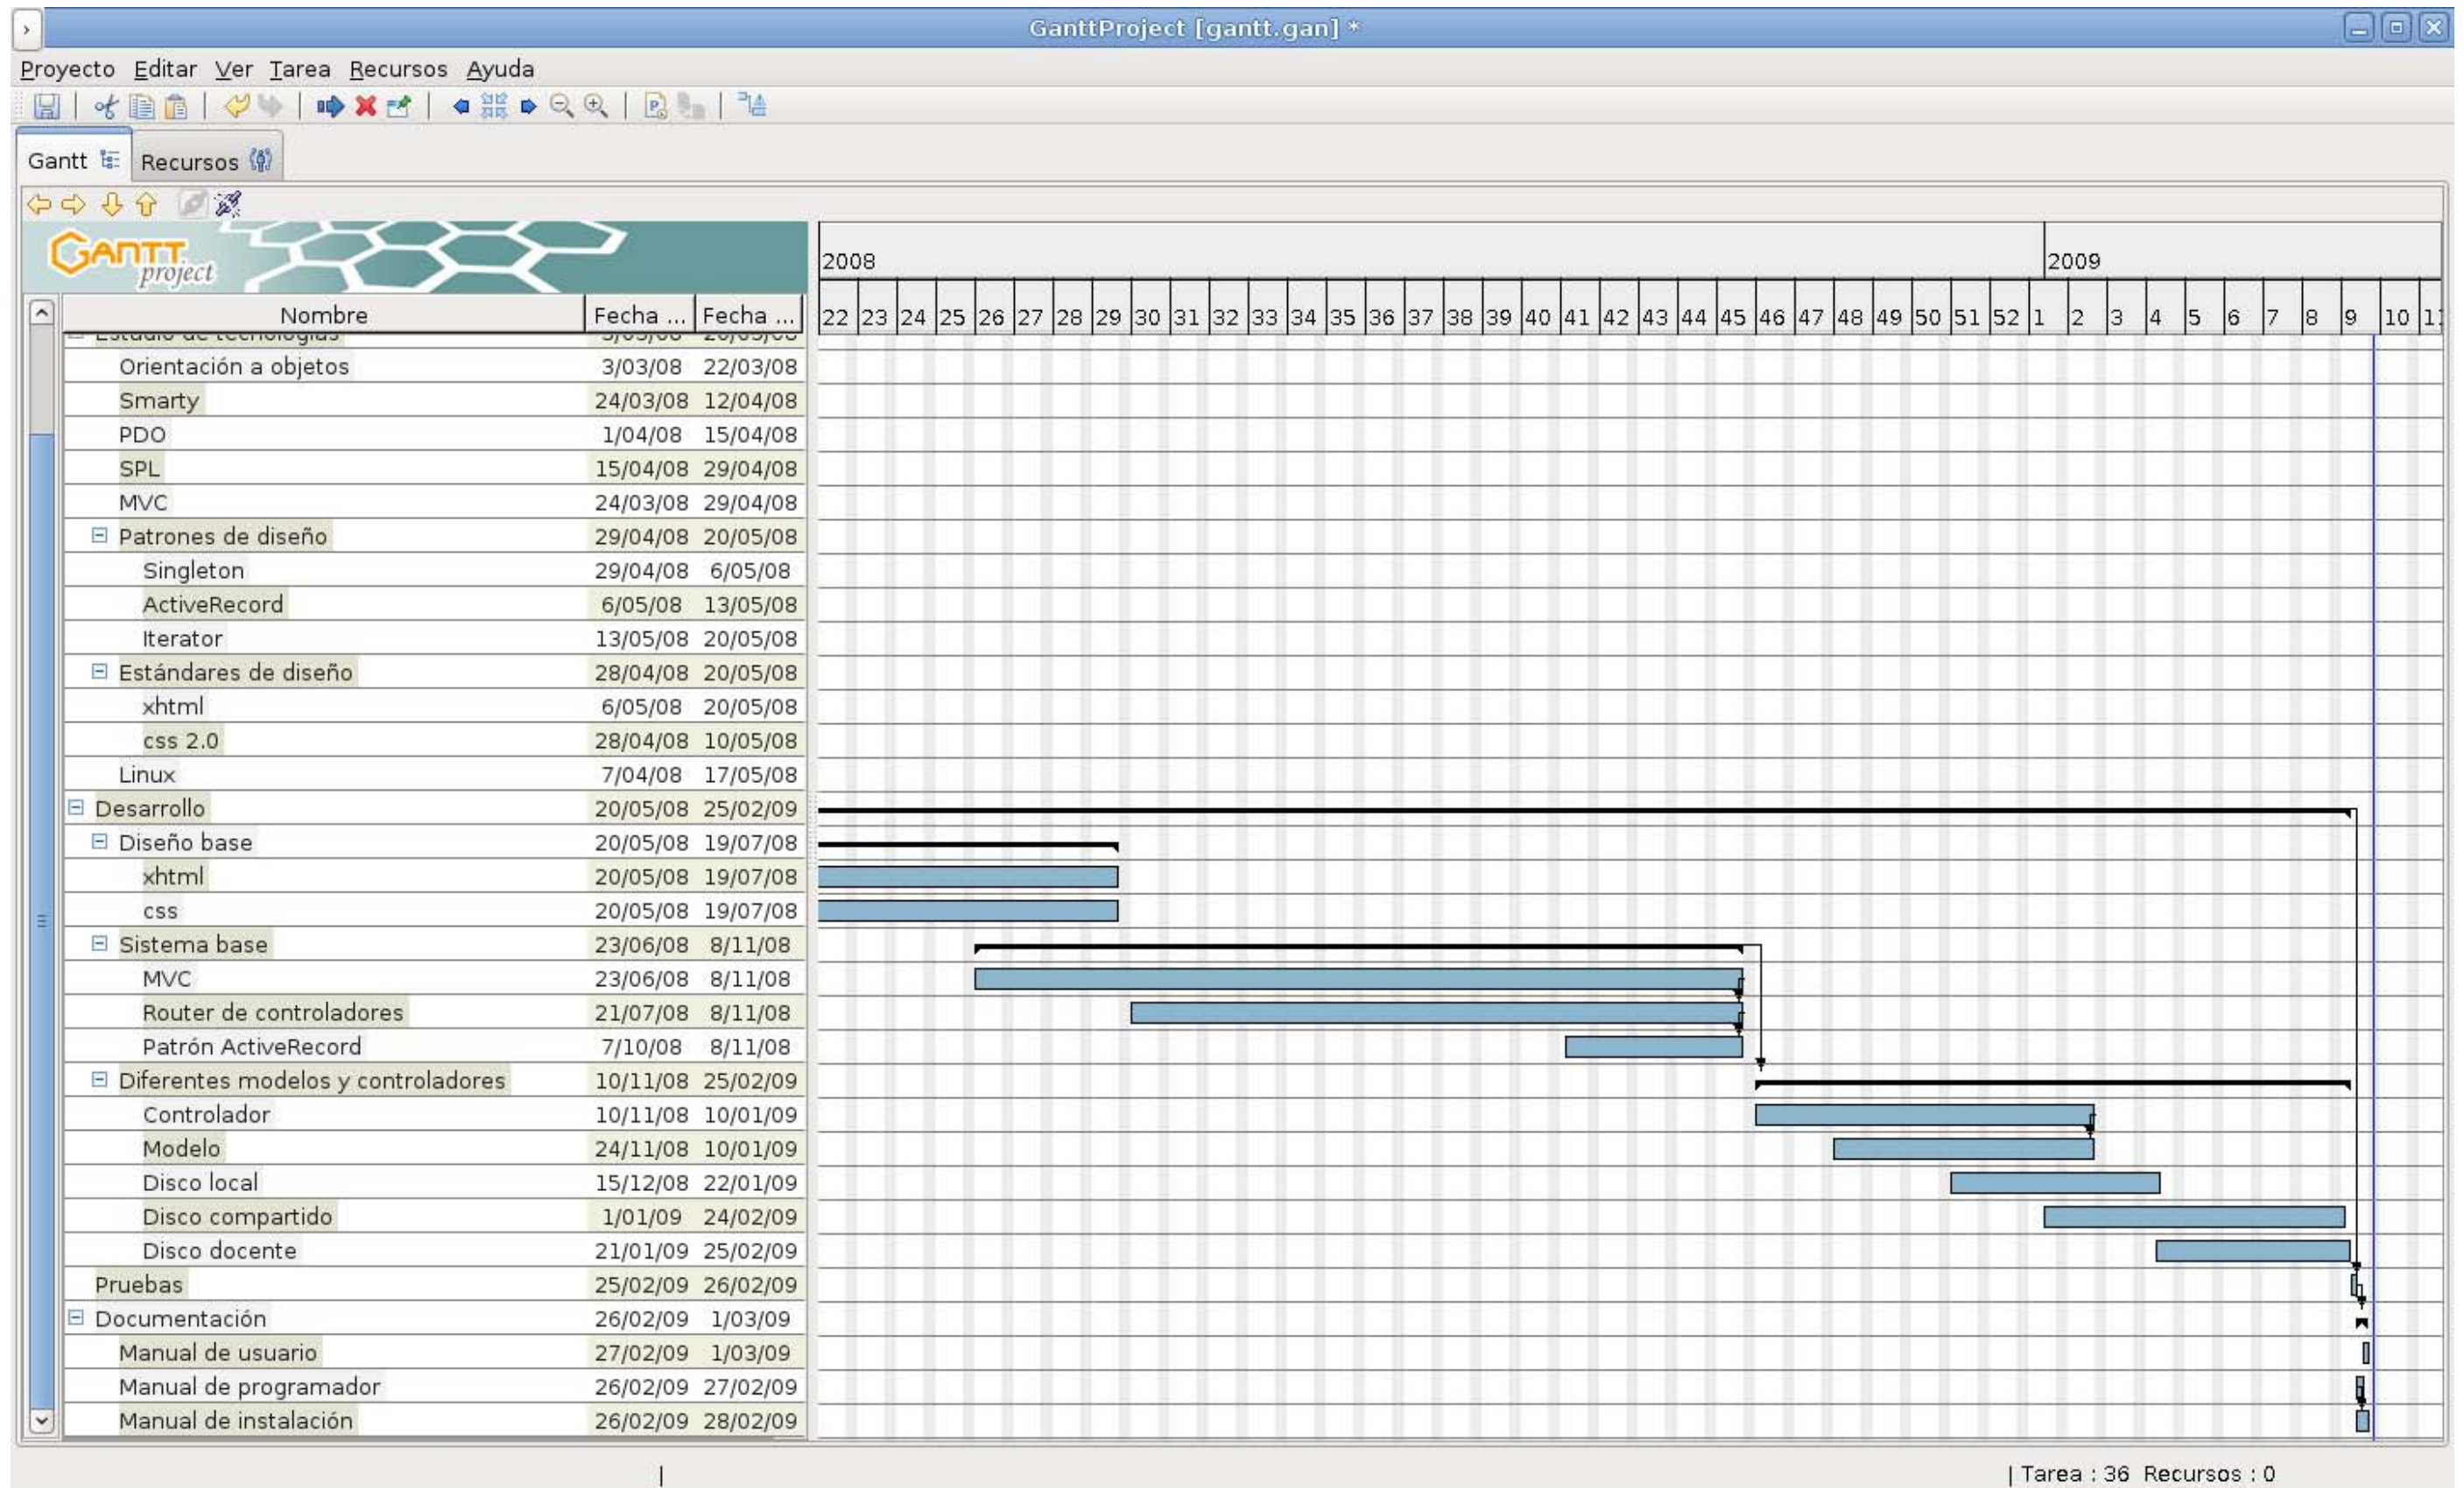 GanttProject [gantt.gan] *
Proyecto Editar Ver Tarea Recursos Ayuda
Gantt Recursos
GANTT project
2008 2009
Nombre Fecha ... Fecha ... 22 23 24 25 26 27 28 29 30 31 32 33 34 35 36 37 38 39 40 41 42 43 44 45 46 47 48 49 50 51 52 1 2 3 4 5 6 7 8 9 10 11
Estudio de tecnologías 3/03/08 20/05/08
Orientación a objetos 3/03/08 22/03/08
Smarty 24/03/08 12/04/08
PDO 1/04/08 15/04/08
SPL 15/04/08 29/04/08
MVC 24/03/08 29/04/08
Patrones de diseño 29/04/08 20/05/08
Singleton 29/04/08 6/05/08
ActiveRecord 6/05/08 13/05/08
Iterator 13/05/08 20/05/08
Estándares de diseño 28/04/08 20/05/08
xhtml 6/05/08 20/05/08
css 2.0 28/04/08 10/05/08
Linux 7/04/08 17/05/08
Desarrollo 20/05/08 25/02/09
Diseño base 20/05/08 19/07/08
xhtml 20/05/08 19/07/08
css 20/05/08 19/07/08
Sistema base 23/06/08 8/11/08
MVC 23/06/08 8/11/08
Router de controladores 21/07/08 8/11/08
Patrón ActiveRecord 7/10/08 8/11/08
Diferentes modelos y controladores 10/11/08 25/02/09
Controlador 10/11/08 10/01/09
Modelo 24/11/08 10/01/09
Disco local 15/12/08 22/01/09
Disco compartido 1/01/09 24/02/09
Disco docente 21/01/09 25/02/09
Pruebas 25/02/09 26/02/09
Documentación 26/02/09 1/03/09
Manual de usuario 27/02/09 1/03/09
Manual de programador 26/02/09 27/02/09
Manual de instalación 26/02/09 28/02/09
Tarea : 36 Recursos : 0